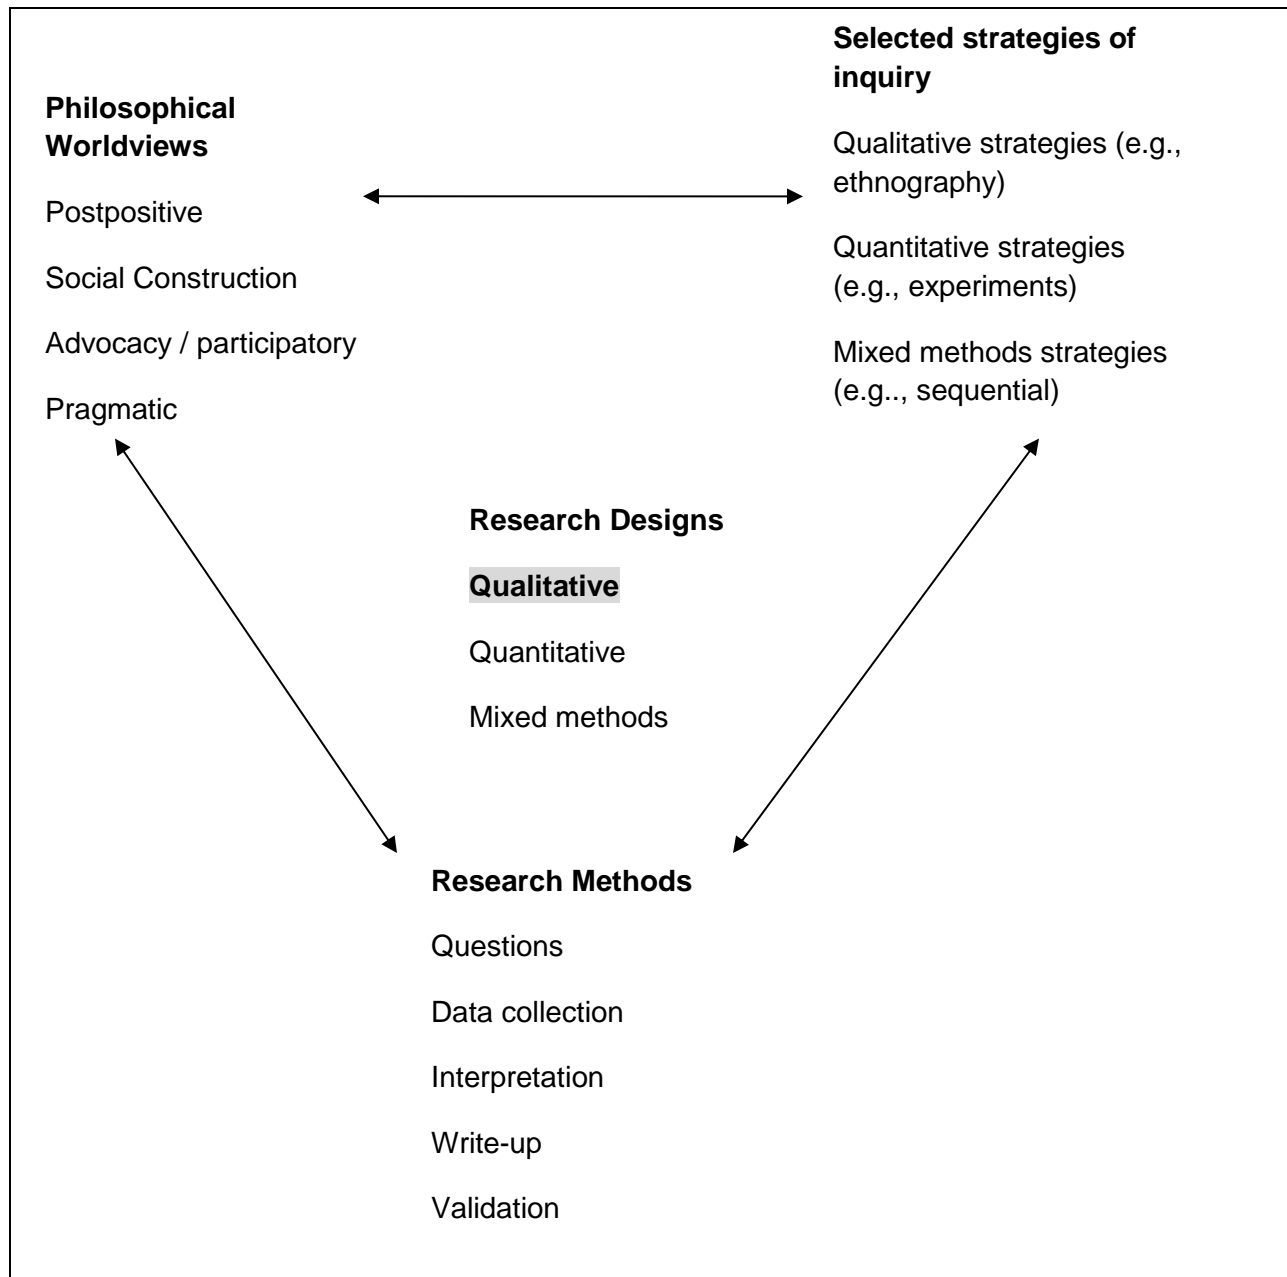 Philosophical
Worldviews
Postpositive
Social Construction
Advocacy / participatory
Pragmatic
Selected strategies of
inquiry
Qualitative strategies (e.g.,
ethnography)
Quantitative strategies
(e.g., experiments)
Mixed methods strategies
(e.g.., sequential)
Research Designs
Qualitative
Quantitative
Mixed methods
Research Methods
Questions
Data collection
Interpretation
Write-up
Validation